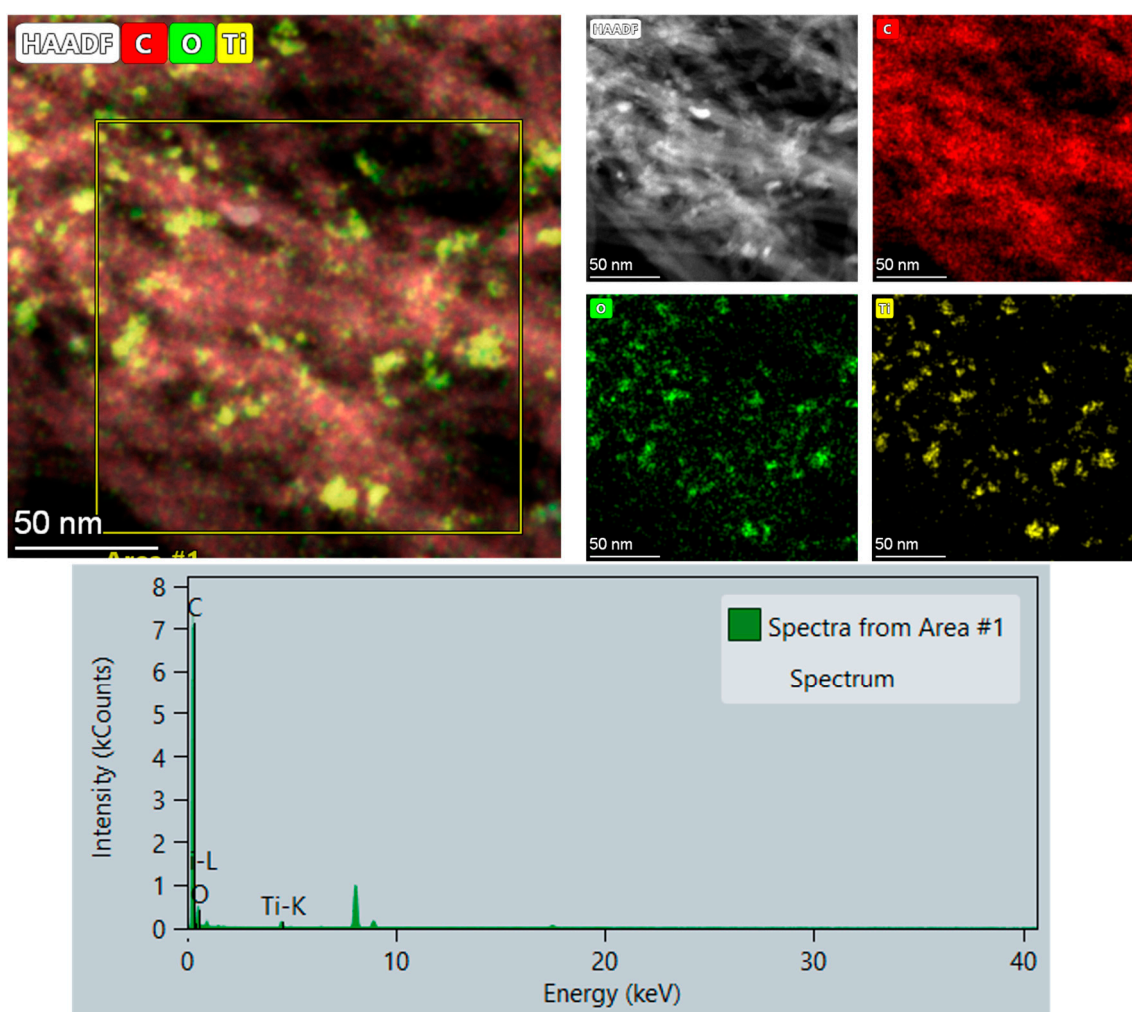 HAADF C O Ti
50 nm
Area #1
HAADF
50 nm
C
50 nm
O
50 nm
Ti
50 nm
8
7
6
5
4
3
2
1
0
Intensity (kCounts)
C
i-L
O
Ti-K
Spectra from Area #1
Spectrum
0 10 20 30 40
Energy (keV)